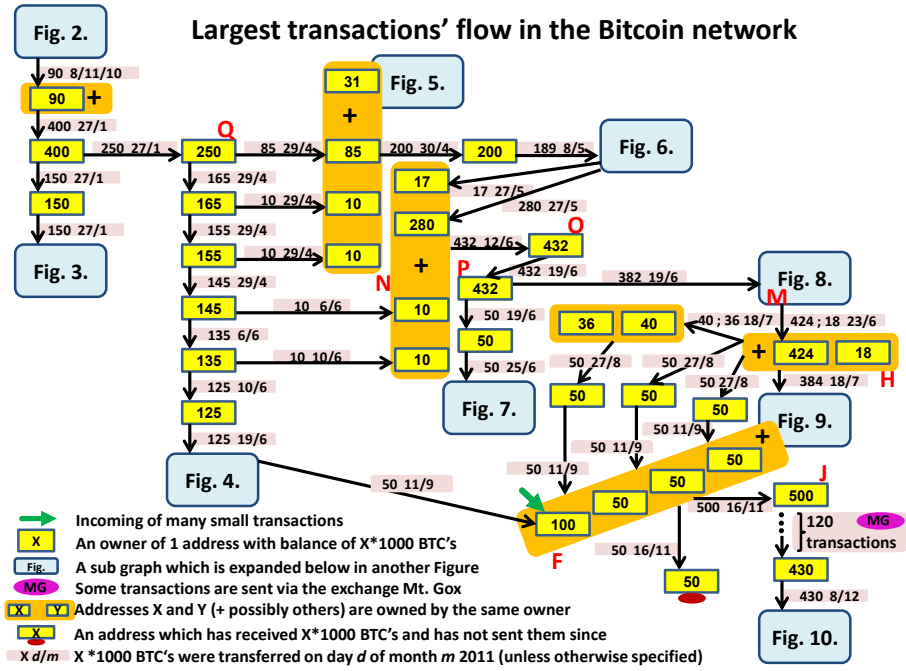 Largest transactions' flow in the Bitcoin network
Fig. 2.
90 8/11/10
90 +
400 27/1
400
250 27/1
Q
250
150 27/1
150
150 27/1
Fig. 3.
31
+
Fig. 5.
85 29/4
85
200 30/4
200
189 8/5
Fig. 6.
165 29/4
165
10 29/4
10
155 29/4
155
10 29/4
10
145 29/4
145
10 6/6
10
135 6/6
135
10 10/6
10
125 10/6
125
125 19/6
Fig. 4.
17
17 27/5
280
280 27/5
+
N
432 12/6
O
432
432 19/6
P
432
382 19/6
Fig. 8.
50 19/6
50
50 25/6
Fig. 7.
M
424 ; 18 23/6
+ 424 18
H
40 ; 36 18/7
36 40
384 18/7
Fig. 9.
50 27/8
50 27/8
50 27/8
50
50
50
50 11/9
50 11/9
50 11/9
50 11/9
+
50
50
50
100
F
500 16/11
J
500
50 16/11
50
120 MG
transactions
430
430 8/12
Fig. 10.
Incoming of many small transactions
X An owner of 1 address with balance of X*1000 BTC's
Fig. A sub graph which is expanded below in another Figure
MG Some transactions are sent via the exchange Mt. Gox
X Y Addresses X and Y (+ possibly others) are owned by the same owner
X An address which has received X*1000 BTC's and has not sent them since
X d/m X *1000 BTC's were transferred on day d of month m 2011 (unless otherwise specified)